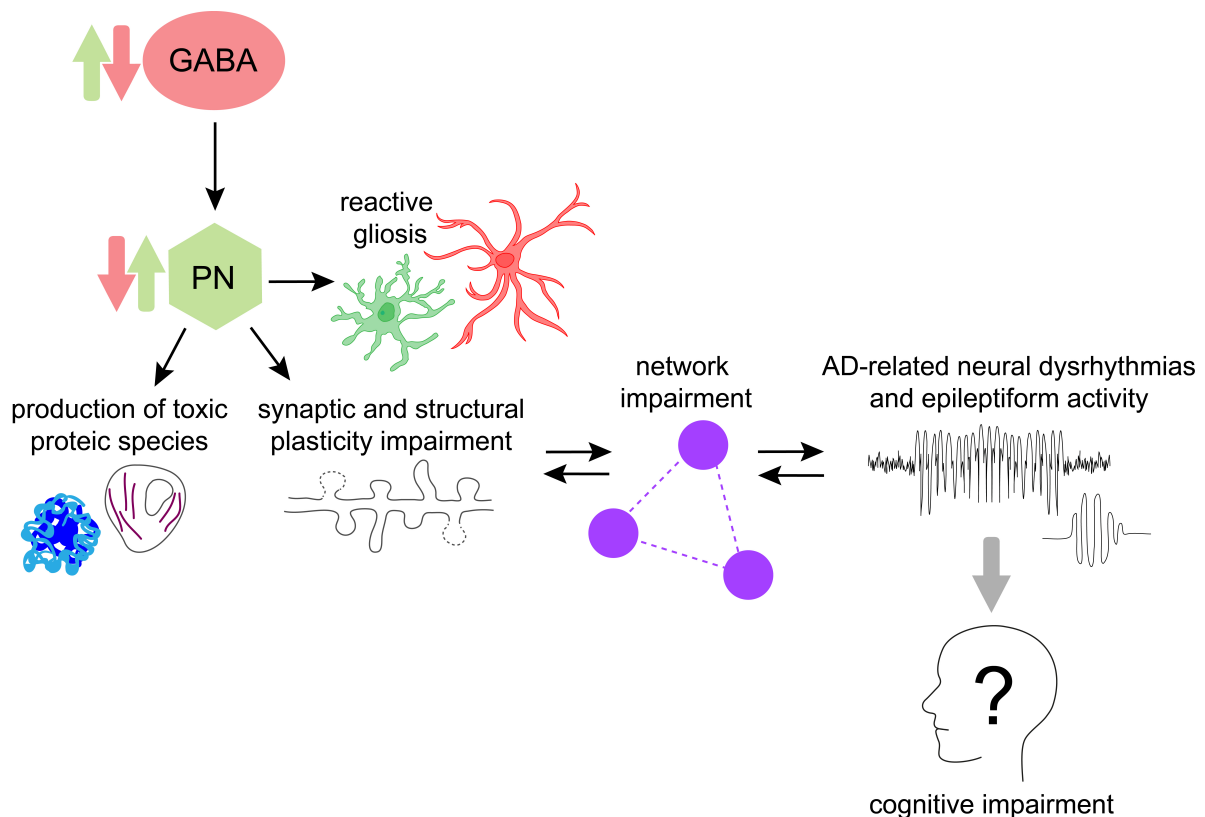 GABA
reactive
gliosis
PN
production of toxic
proteic species
synaptic and structural
plasticity impairment
network
impairment
AD-related neural dysrhythmias
and epileptiform activity
?
cognitive impairment